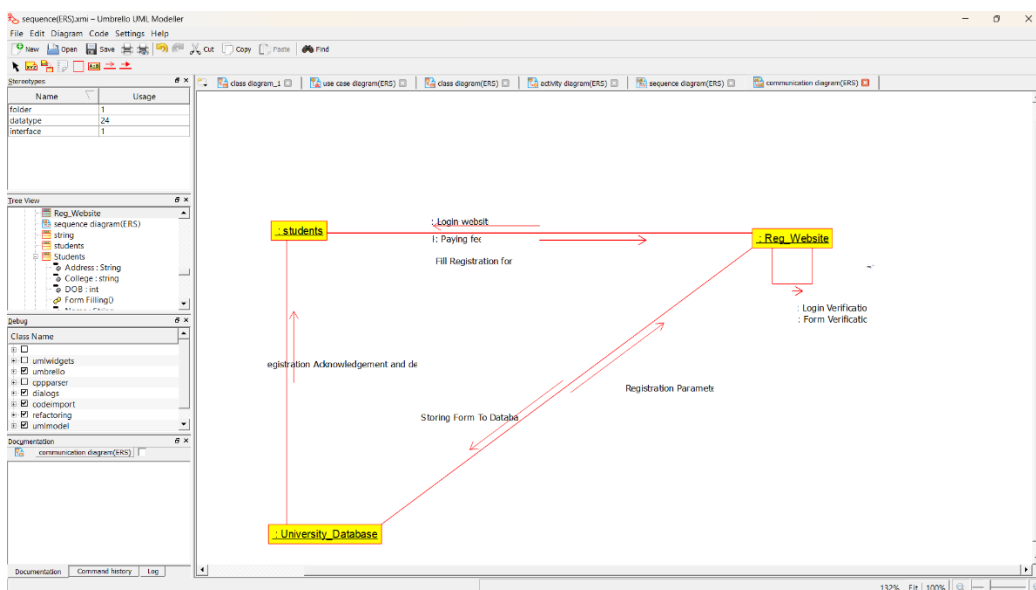 sequence(ERS).xmi – Umbrello UML Modeller
File Edit Diagram Code Settings Help
New Open Save Cut Copy Paste Find
Stereotypes
Name Usage
folder 1
datatype 24
interface 1
class diagram_1 use case diagram(ERS) class diagram(ERS) activity diagram(ERS) sequence diagram(ERS) communication diagram(ERS)
Tree View
Reg_Website
sequence diagram(ERS)
string
students
Students
Address : String
College : string
DOB : int
Form Filling()
Debug
Class Name
umlwidgets
umbrello
cppparser
dialogs
codeimport
refactoring
umlmodel
Documentation
communication diagram(ERS)
Documentation Command history Log
: students
: Login websit
: Paying fee
Fill Registration for
: Reg_Website
: Login Verificatio
: Form Verificatic
egistration Acknowledgement and de
Registration Paramete
Storing Form To Databa
: University_Database
132% Fit 100%